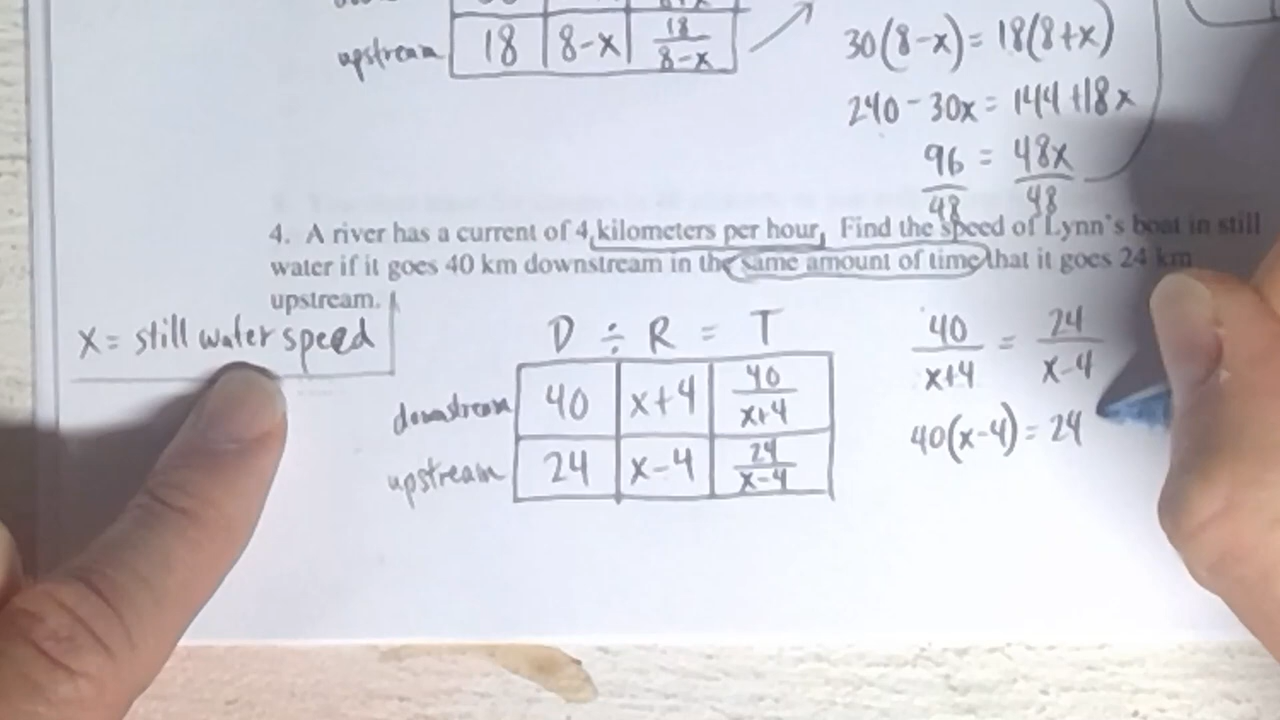 upstream 18 8-x 18/8-x
30(8-x) = 18(8+x)
240 - 30x = 144 + 18x
96/48 = 48x/48
4. A river has a current of 4 kilometers per hour. Find the speed of Lynn's boat in still
water if it goes 40 km downstream in the same amount of time that it goes 24 km
upstream.
x = still water speed
D ÷ R = T
downstream 40 x+4 40/x+4
upstream 24 x-4 24/x-4
40/x+4 = 24/x-4
40(x-4) = 24